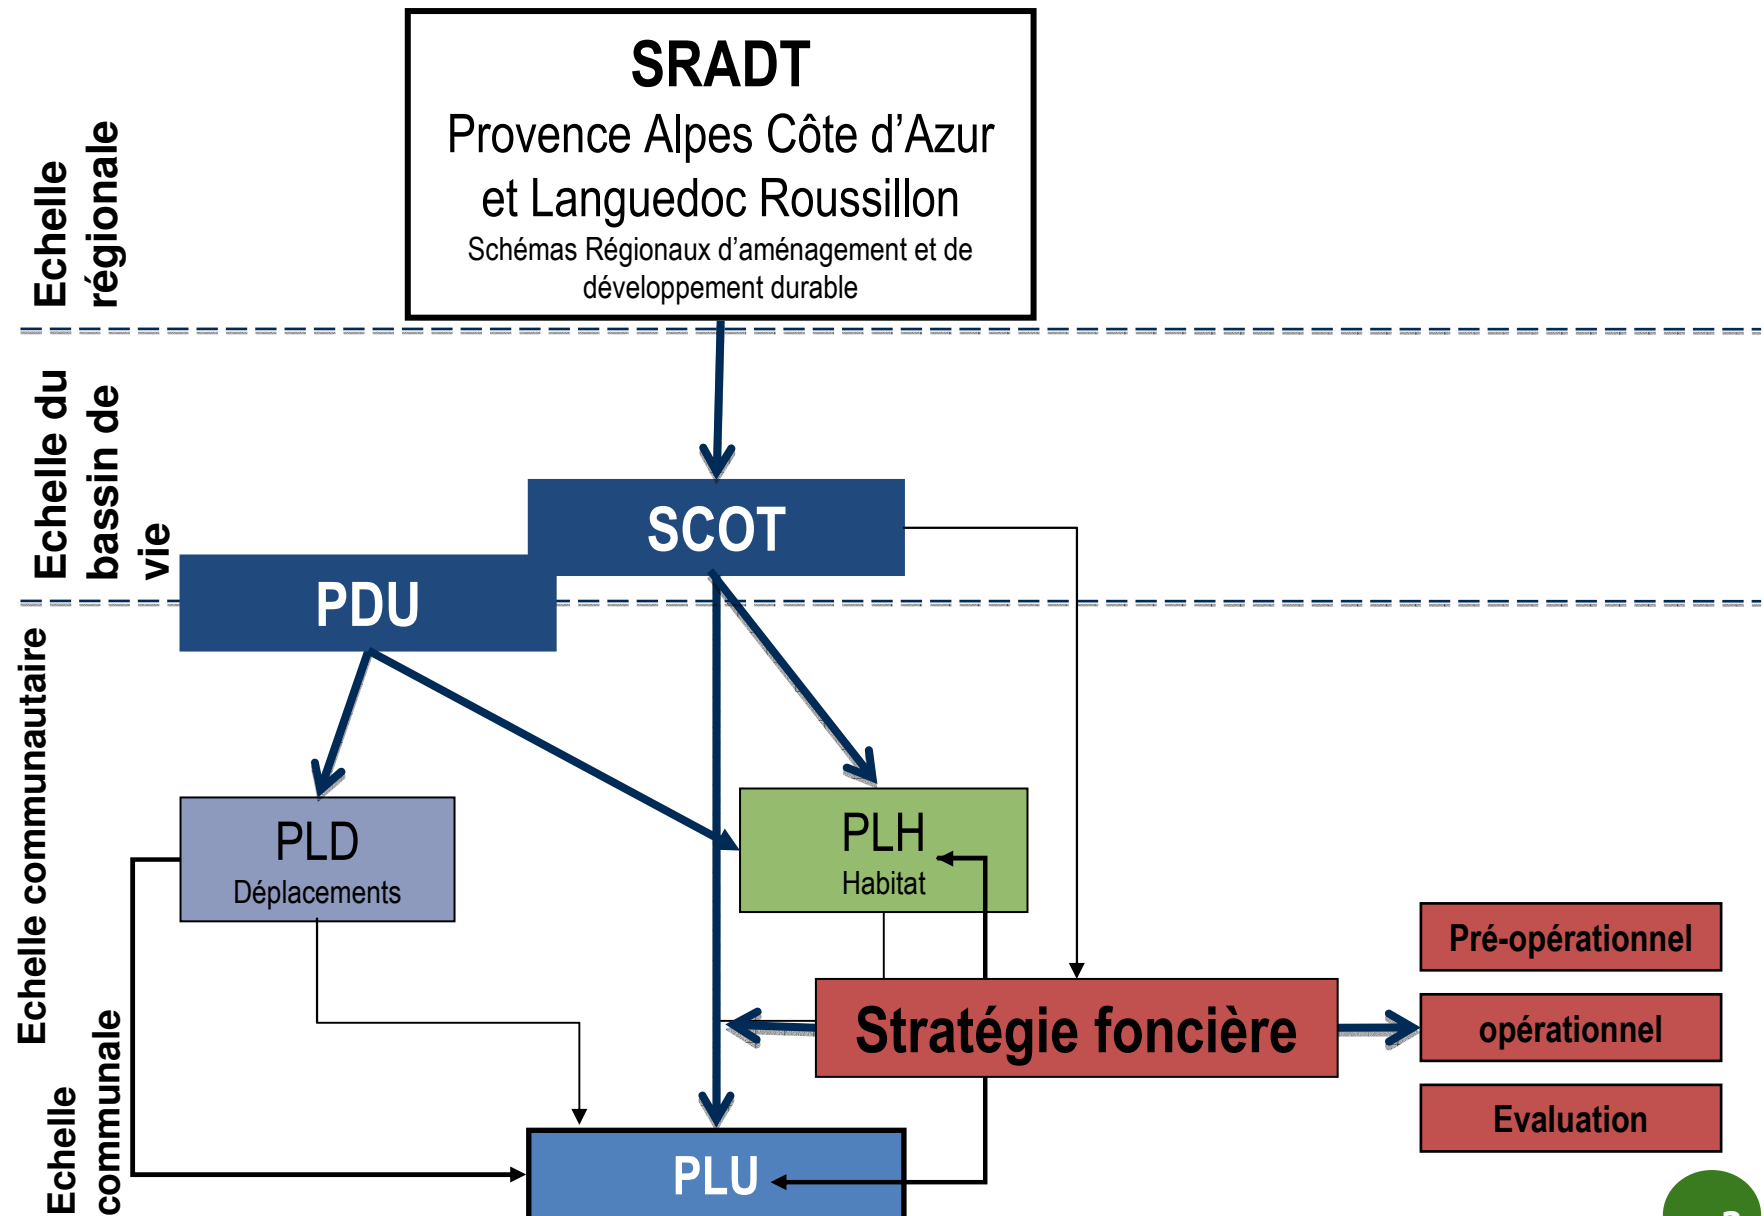 SRADT
Provence Alpes Côte d’Azur
et Languedoc Roussillon
Schémas Régionaux d’aménagement et de
développement durable
Echelle
régionale
Echelle du
bassin de
vie
SCOT
PDU
Echelle communautaire
PLD
Déplacements
PLH
Habitat
Pré-opérationnel
Stratégie foncière
opérationnel
Evaluation
Echelle
communale
PLU